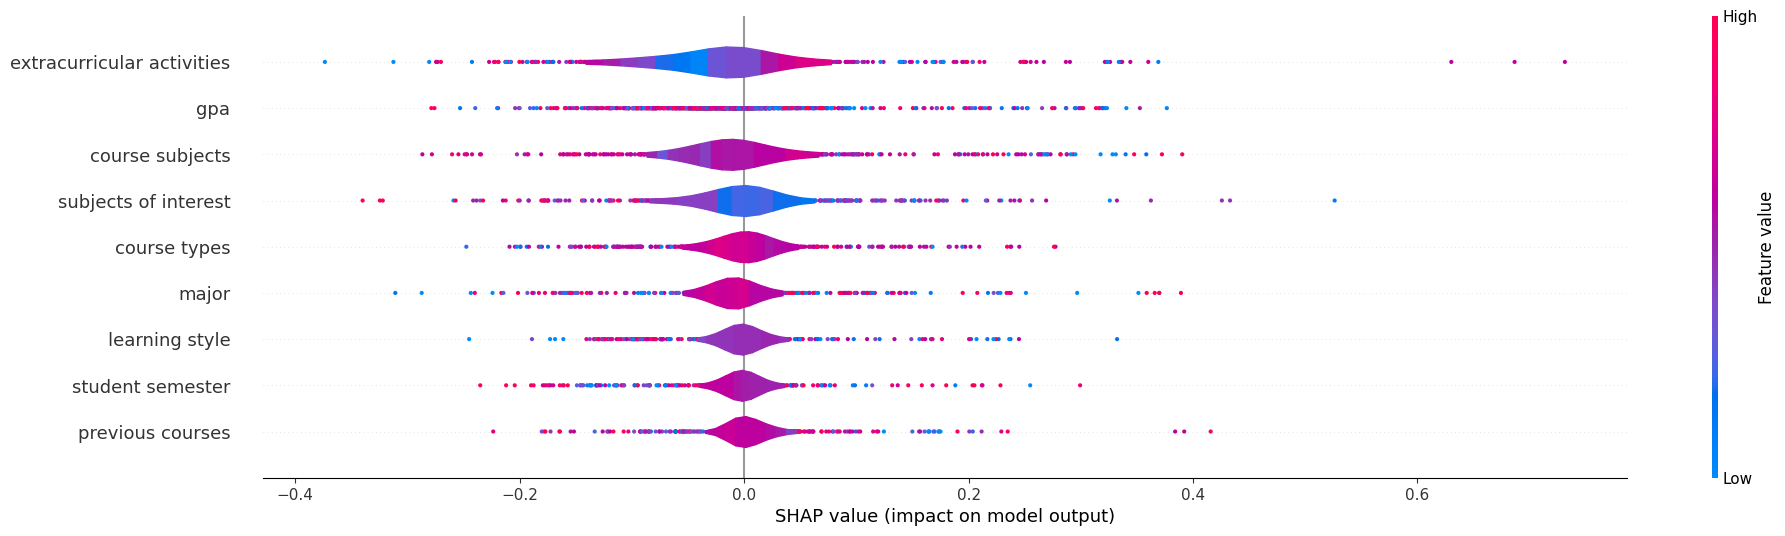 High
extracurricular activities
gpa
course subjects
subjects of interest
course types
major
learning style
student semester
previous courses
Feature value
Low
−0.4 −0.2 0.0 0.2 0.4 0.6
SHAP value (impact on model output)